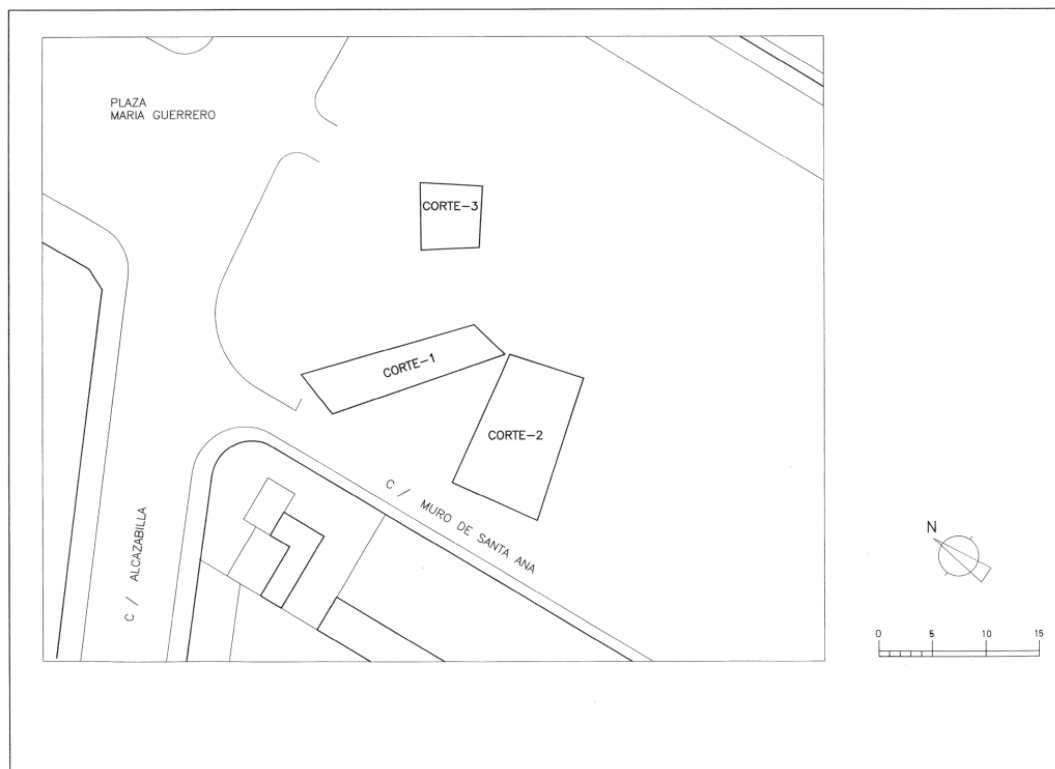 PLAZA
MARIA GUERRERO
CORTE-3
CORTE-1
CORTE-2
C / MURO DE SANTA ANA
C / ALCAZABILLA
N
0 5 10 15